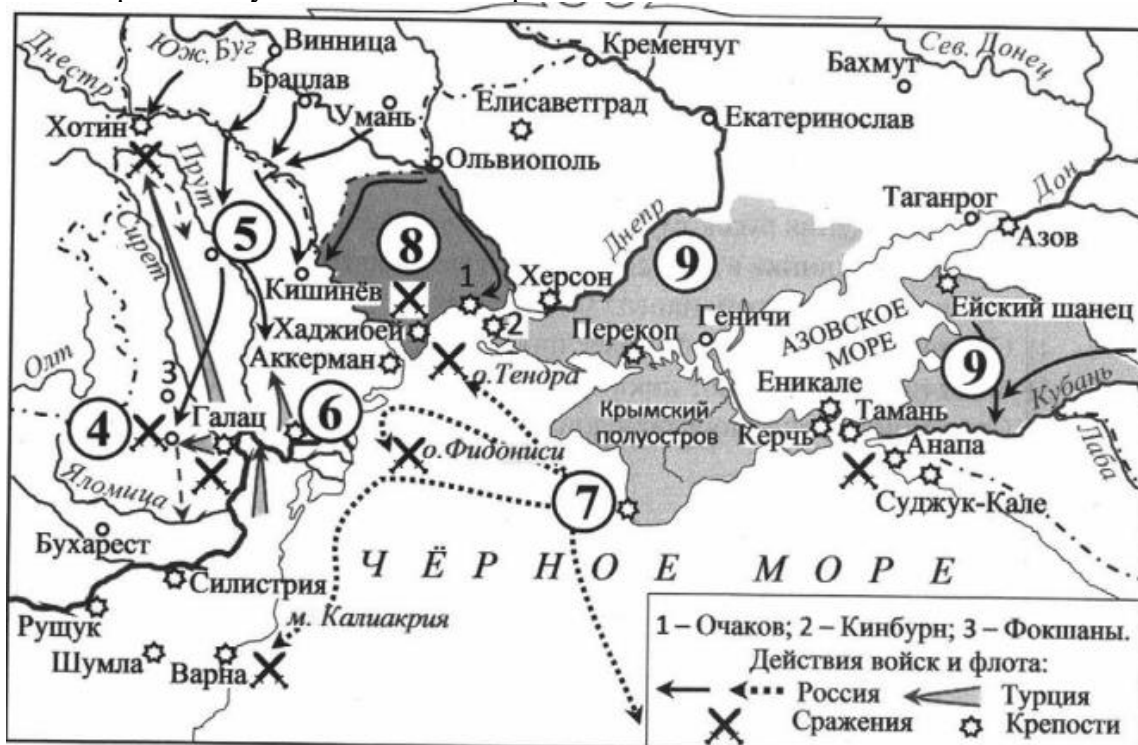 Днестр
Юж. Буг
Винница
Кременчуг
Сев. Донец
Бахмут
Брацлав
Хотин
Умань
Елисаветград
Екатеринослав
Ольвиополь
Прут
Сирет
Таганрог
Дон
Азов
Днепр
5
8
9
Кишинёв
1
Херсон
Ейский шанец
Хаджибей
2
Перекоп
Геничи
АЗОВСКОЕ
МОРЕ
9
Олт
Аккерман
о. Тендра
Еникале
Кубань
3
Крымский
полуостров
Тамань
4
Галац
6
Керчь
Анапа
Лаба
о. Фидониси
Яломица
7
Суджук-Кале
Бухарест
ЧЁРНОЕ МОРЕ
Силистрия
м. Калиакрия
Рущук
Шумла
Варна
1 – Очаков; 2 – Кинбурн; 3 – Фокшаны.
Действия войск и флота:
Россия
Турция
Сражения
Крепости